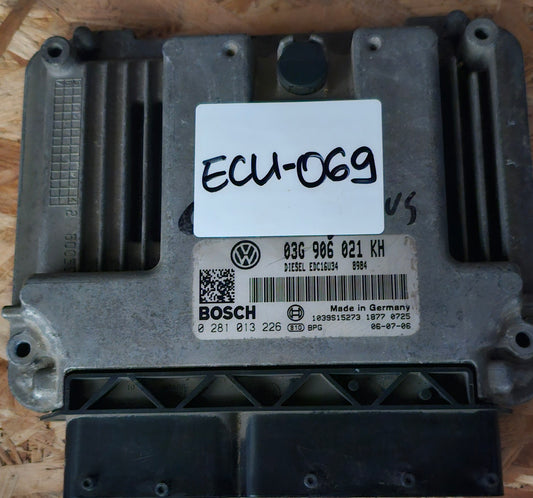 ECU-069
03G 906 021 KH
DIESEL EDC16U34 8984
BOSCH
Made in Germany
1039S15273 1877 0725
0 281 013 226 BPG 06-07-06